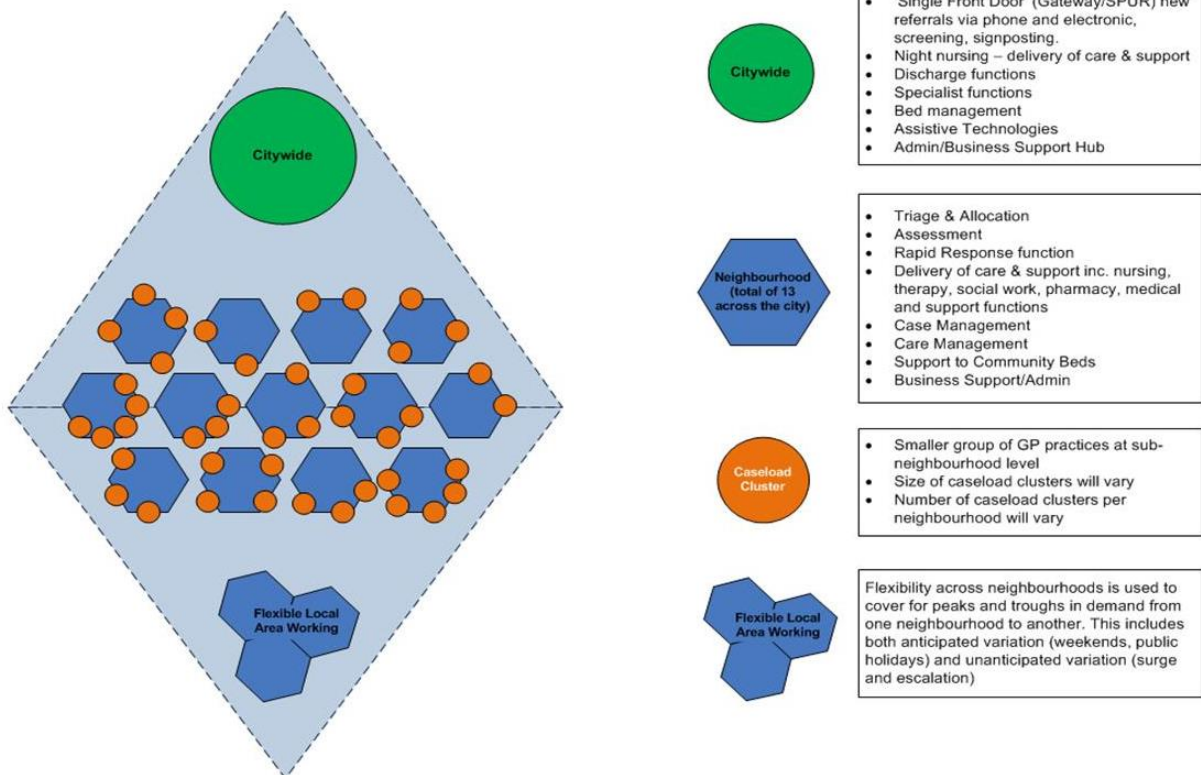 Citywide
Flexible Local
Area Working
Citywide
• 'Single Front Door' (Gateway/SPUR) new
referrals via phone and electronic,
screening, signposting.
• Night nursing – delivery of care & support
• Discharge functions
• Specialist functions
• Bed management
• Assistive Technologies
• Admin/Business Support Hub
Neighbourhood
(total of 13
across the city)
• Triage & Allocation
• Assessment
• Rapid Response function
• Delivery of care & support inc. nursing,
therapy, social work, pharmacy, medical
and support functions
• Case Management
• Care Management
• Support to Community Beds
• Business Support/Admin
Caseload
Cluster
• Smaller group of GP practices at sub-
neighbourhood level
• Size of caseload clusters will vary
• Number of caseload clusters per
neighbourhood will vary
Flexible Local
Area Working
Flexibility across neighbourhoods is used to
cover for peaks and troughs in demand from
one neighbourhood to another. This includes
both anticipated variation (weekends, public
holidays) and unanticipated variation (surge
and escalation)